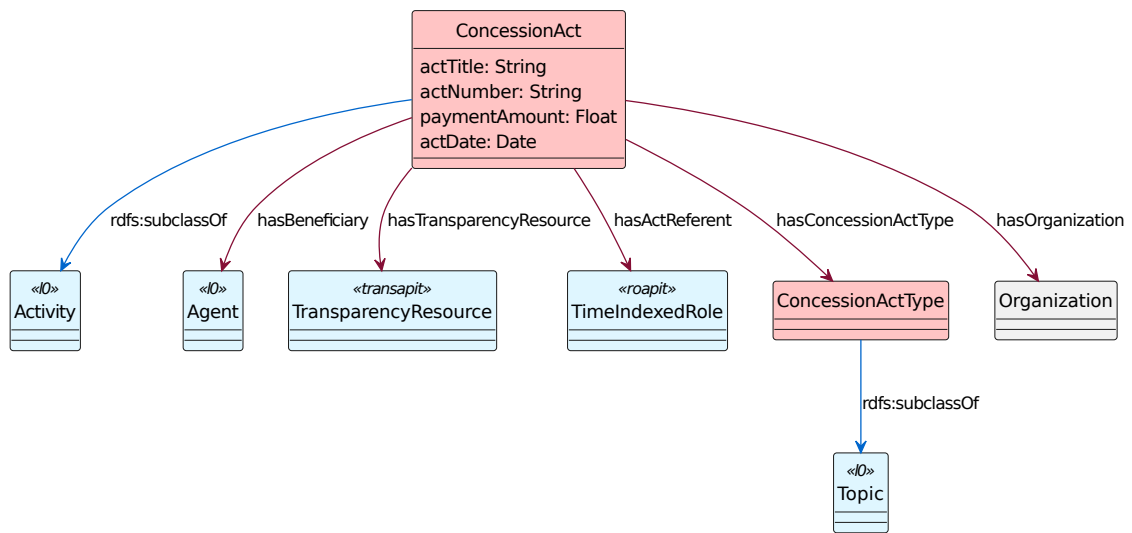 ConcessionAct
actTitle: String
actNumber: String
paymentAmount: Float
actDate: Date
rdfs:subclassOf
hasBeneficiary
hasTransparencyResource
hasActReferent
hasConcessionActType
hasOrganization
«l0»
Activity
«l0»
Agent
«transapit»
TransparencyResource
«roapit»
TimeIndexedRole
ConcessionActType
Organization
rdfs:subclassOf
«l0»
Topic